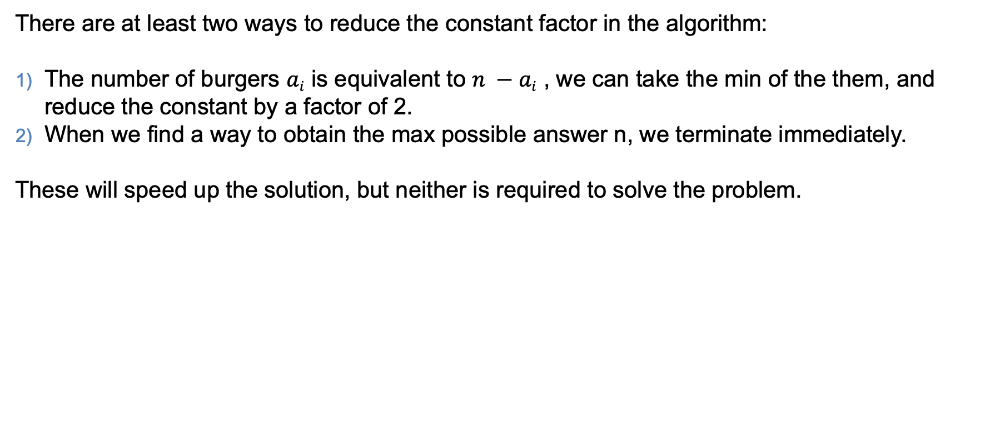 There are at least two ways to reduce the constant factor in the algorithm:
1) The number of burgers 𝑎ᵢ is equivalent to 𝑛 − 𝑎ᵢ , we can take the min of the them, and
reduce the constant by a factor of 2.
2) When we find a way to obtain the max possible answer n, we terminate immediately.
These will speed up the solution, but neither is required to solve the problem.